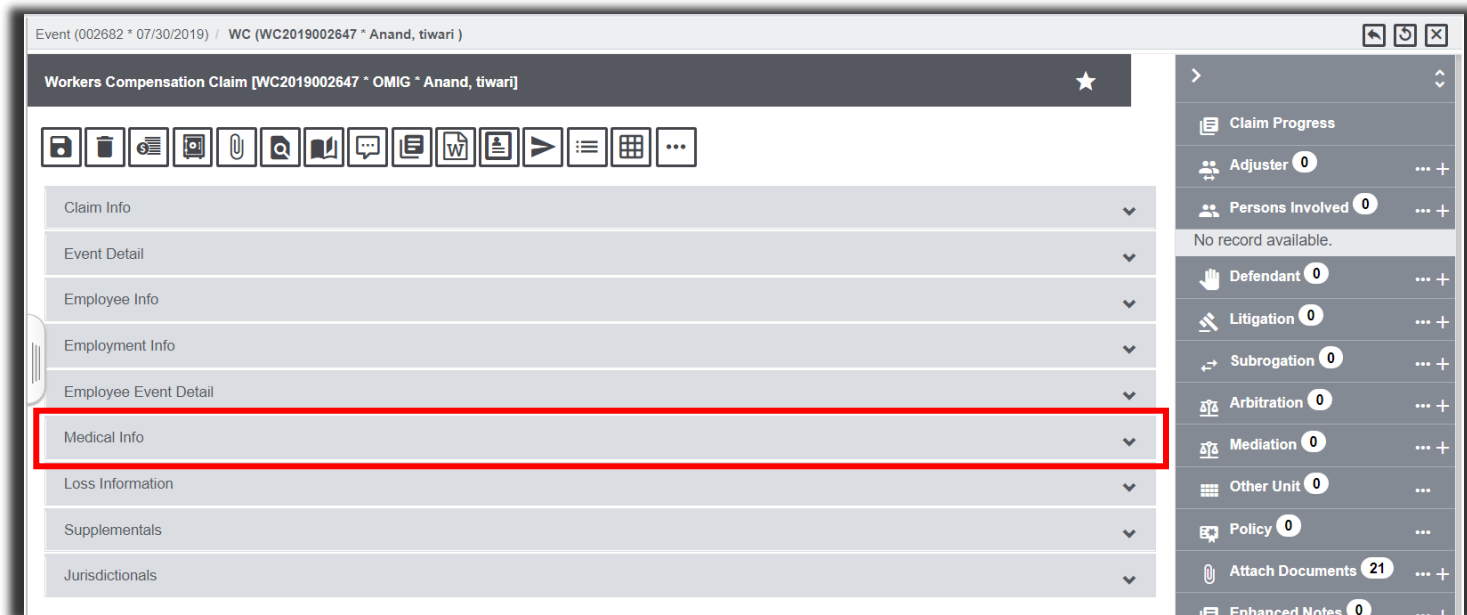 Event (002682 * 07/30/2019) / WC (WC2019002647 * Anand, tiwari )
Workers Compensation Claim [WC2019002647 * OMIG * Anand, tiwari]
Claim Info
Event Detail
Employee Info
Employment Info
Employee Event Detail
Medical Info
Loss Information
Supplementals
Jurisdictionals
Claim Progress
Adjuster 0
Persons Involved 0
No record available.
Defendant 0
Litigation 0
Subrogation 0
Arbitration 0
Mediation 0
Other Unit 0
Policy 0
Attach Documents 21
Enhanced Notes 0